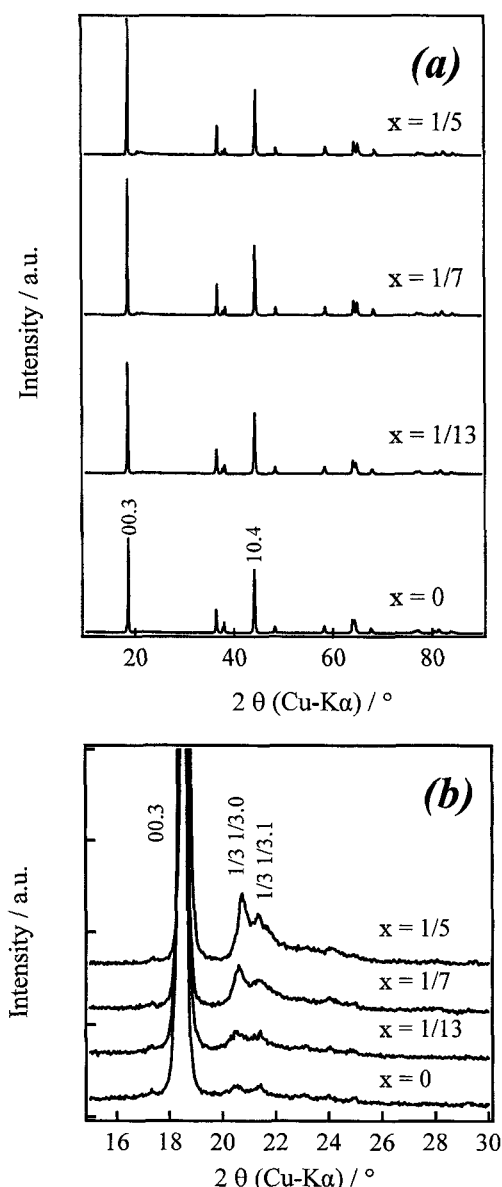 (a)
x = 1/5
x = 1/7
x = 1/13
00.3
10.4
x = 0
Intensity / a.u.
20 40 60 80
2 θ (Cu-Kα) / °
(b)
00.3
1/3 1/3.0
1/3 1/3.1
x = 1/5
x = 1/7
x = 1/13
x = 0
Intensity / a.u.
16 18 20 22 24 26 28 30
2 θ (Cu-Kα) / °